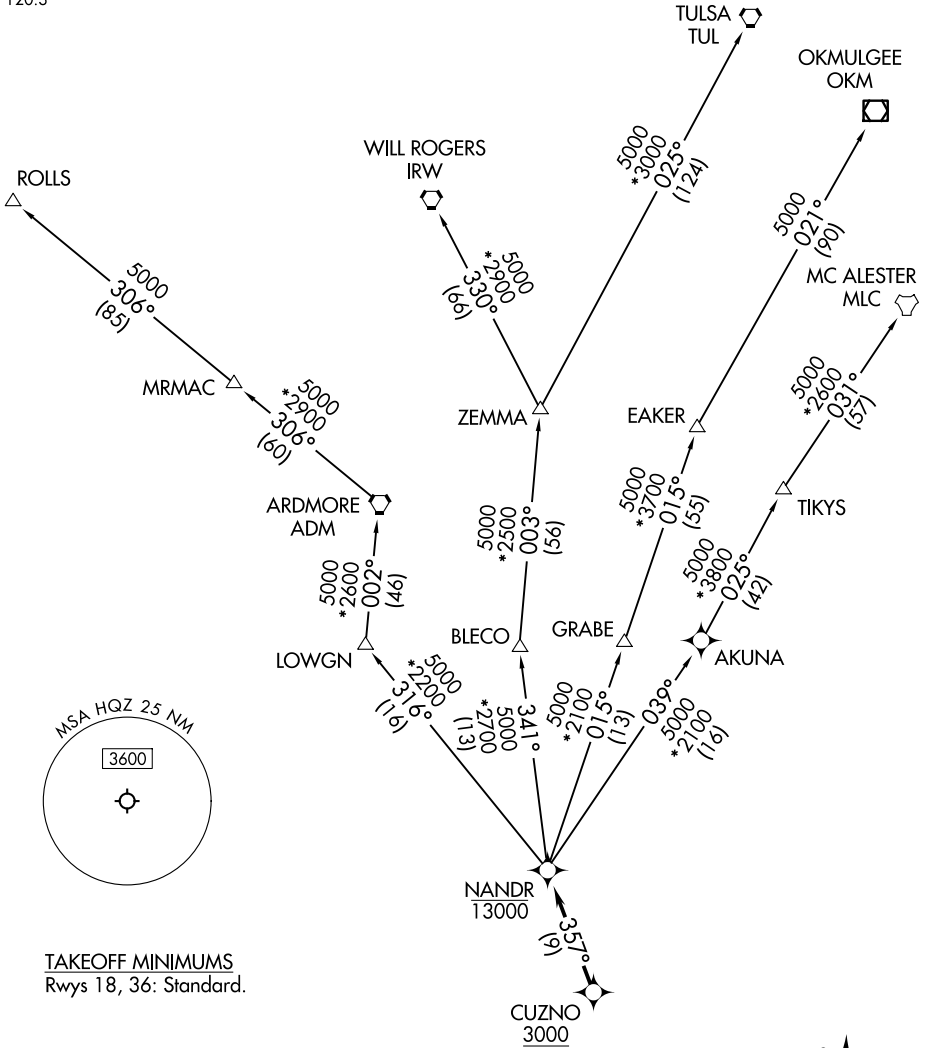 120.3
TULSA
TUL
OKMULGEE
OKM
WILL ROGERS
IRW
5000
*3000
025°
(124)
ROLLS
5000
021°
(90)
5000
*2900
330°
(66)
MC ALESTER
MLC
5000
306°
(85)
5000
*2600
031°
(57)
MRMAC
5000
*2900
306°
(60)
ZEMMA
EAKER
ARDMORE
ADM
5000
*2500
003°
(56)
5000
*3700
015°
(55)
TIKYS
5000
*2600
002°
(46)
5000
*3800
025°
(42)
LOWGN
BLECO
GRABE
AKUNA
5000
*2200
316°
(16)
341°
5000
*2700
(13)
5000
*2100
015°
(13)
039°
5000
*2100
(16)
MSA HQZ 25 NM
3600
NANDR
13000
357°
(9)
TAKEOFF MINIMUMS
Rwys 18, 36: Standard.
CUZNO
3000